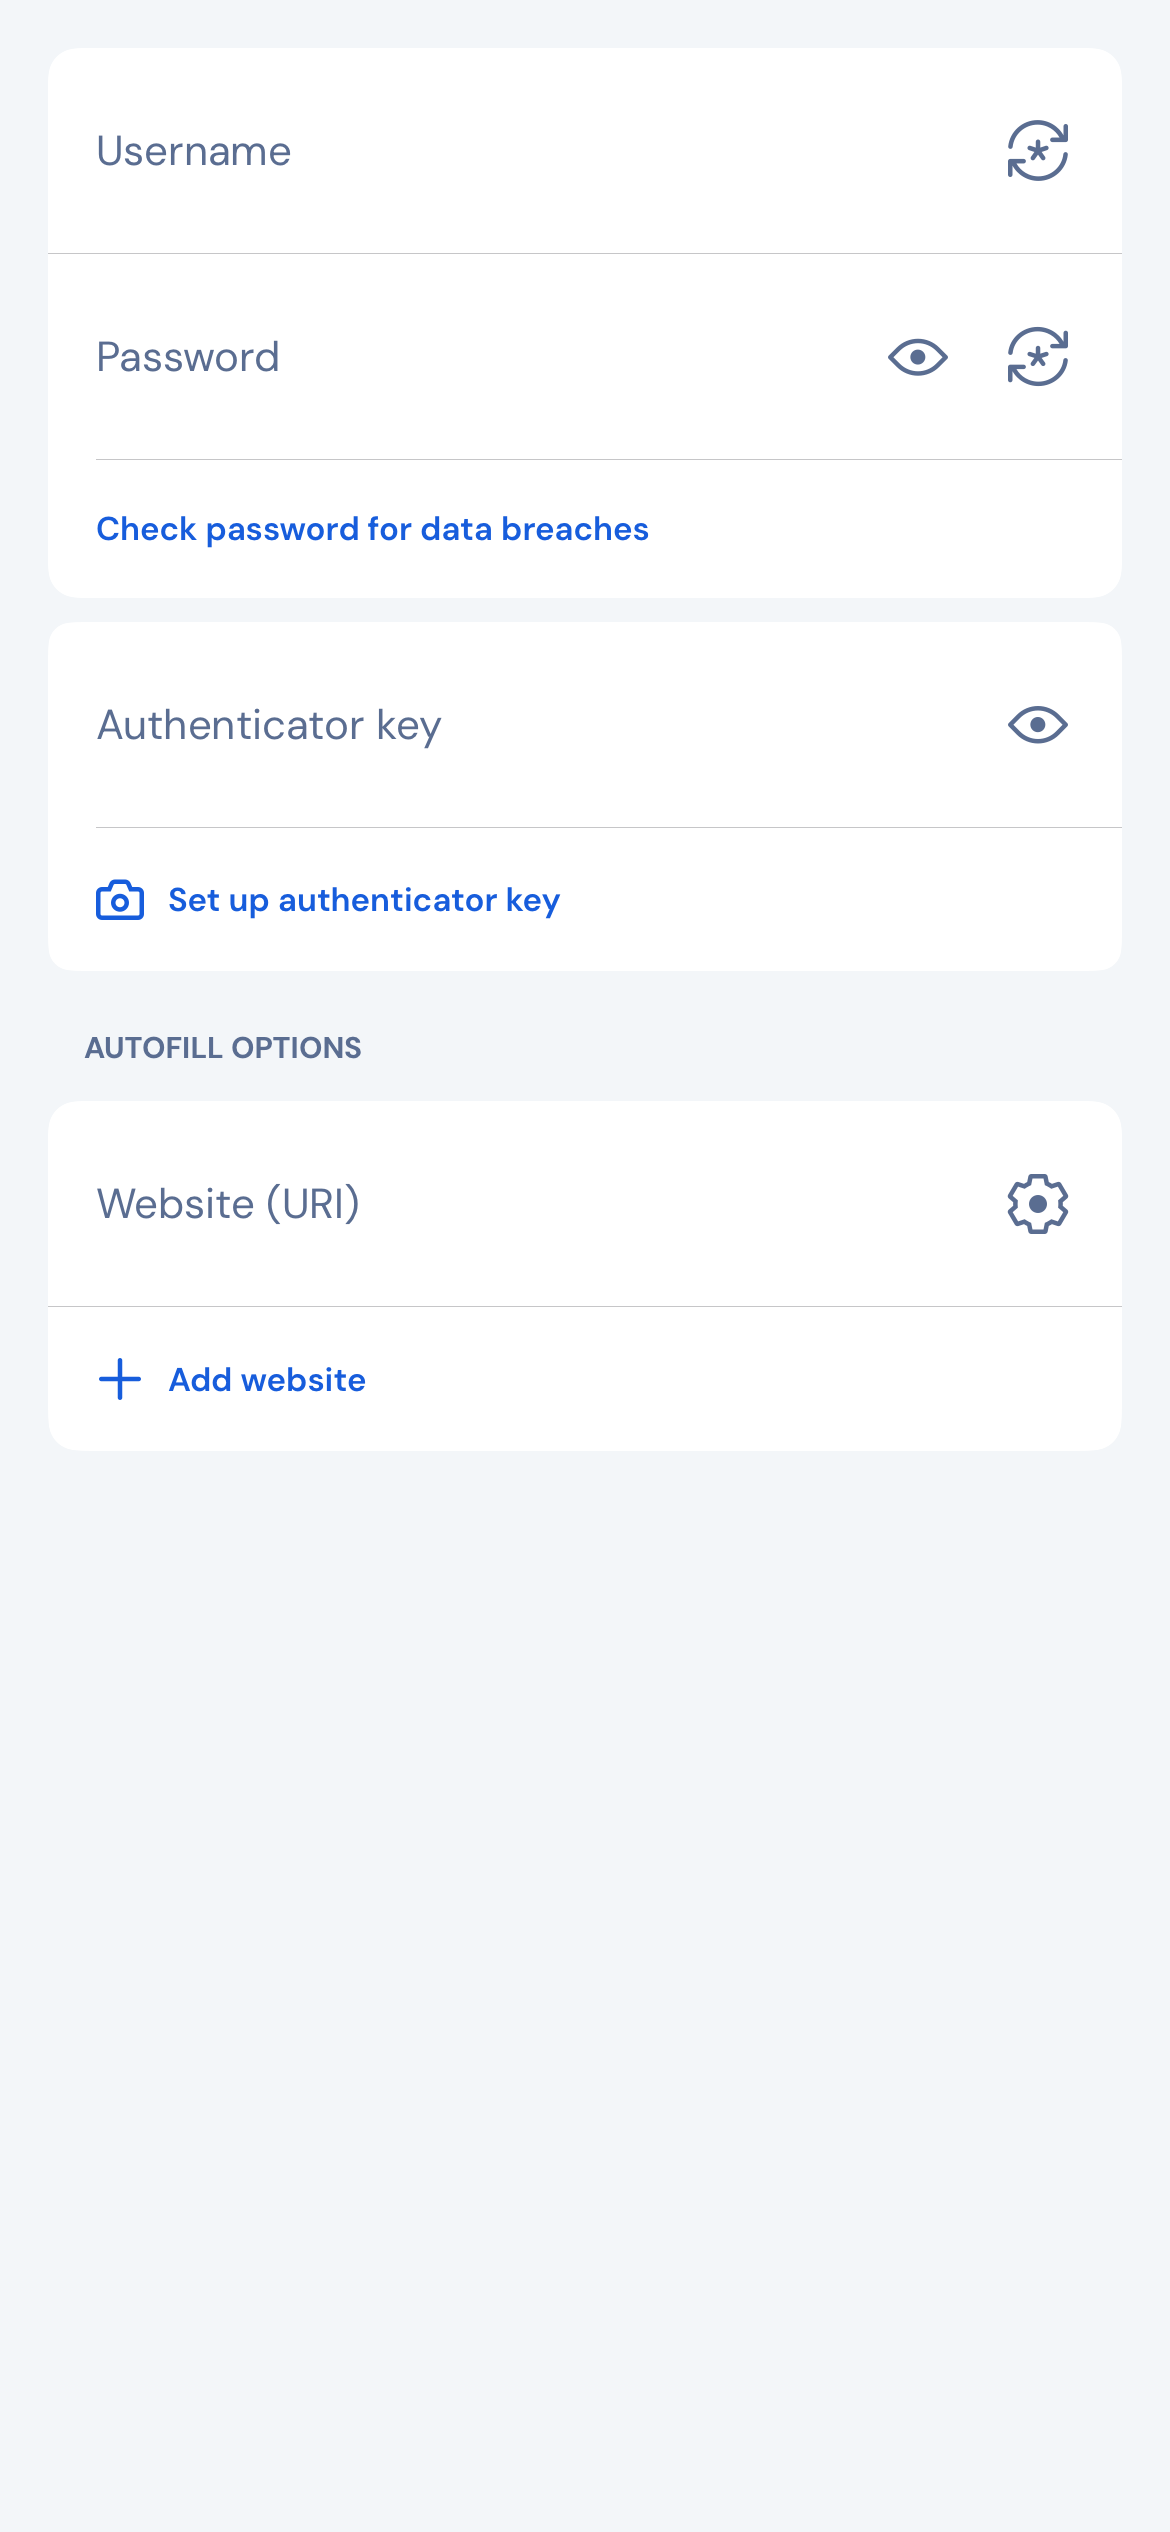 Username
Password
Check password for data breaches
Authenticator key
Set up authenticator key
AUTOFILL OPTIONS
Website (URI)
Add website